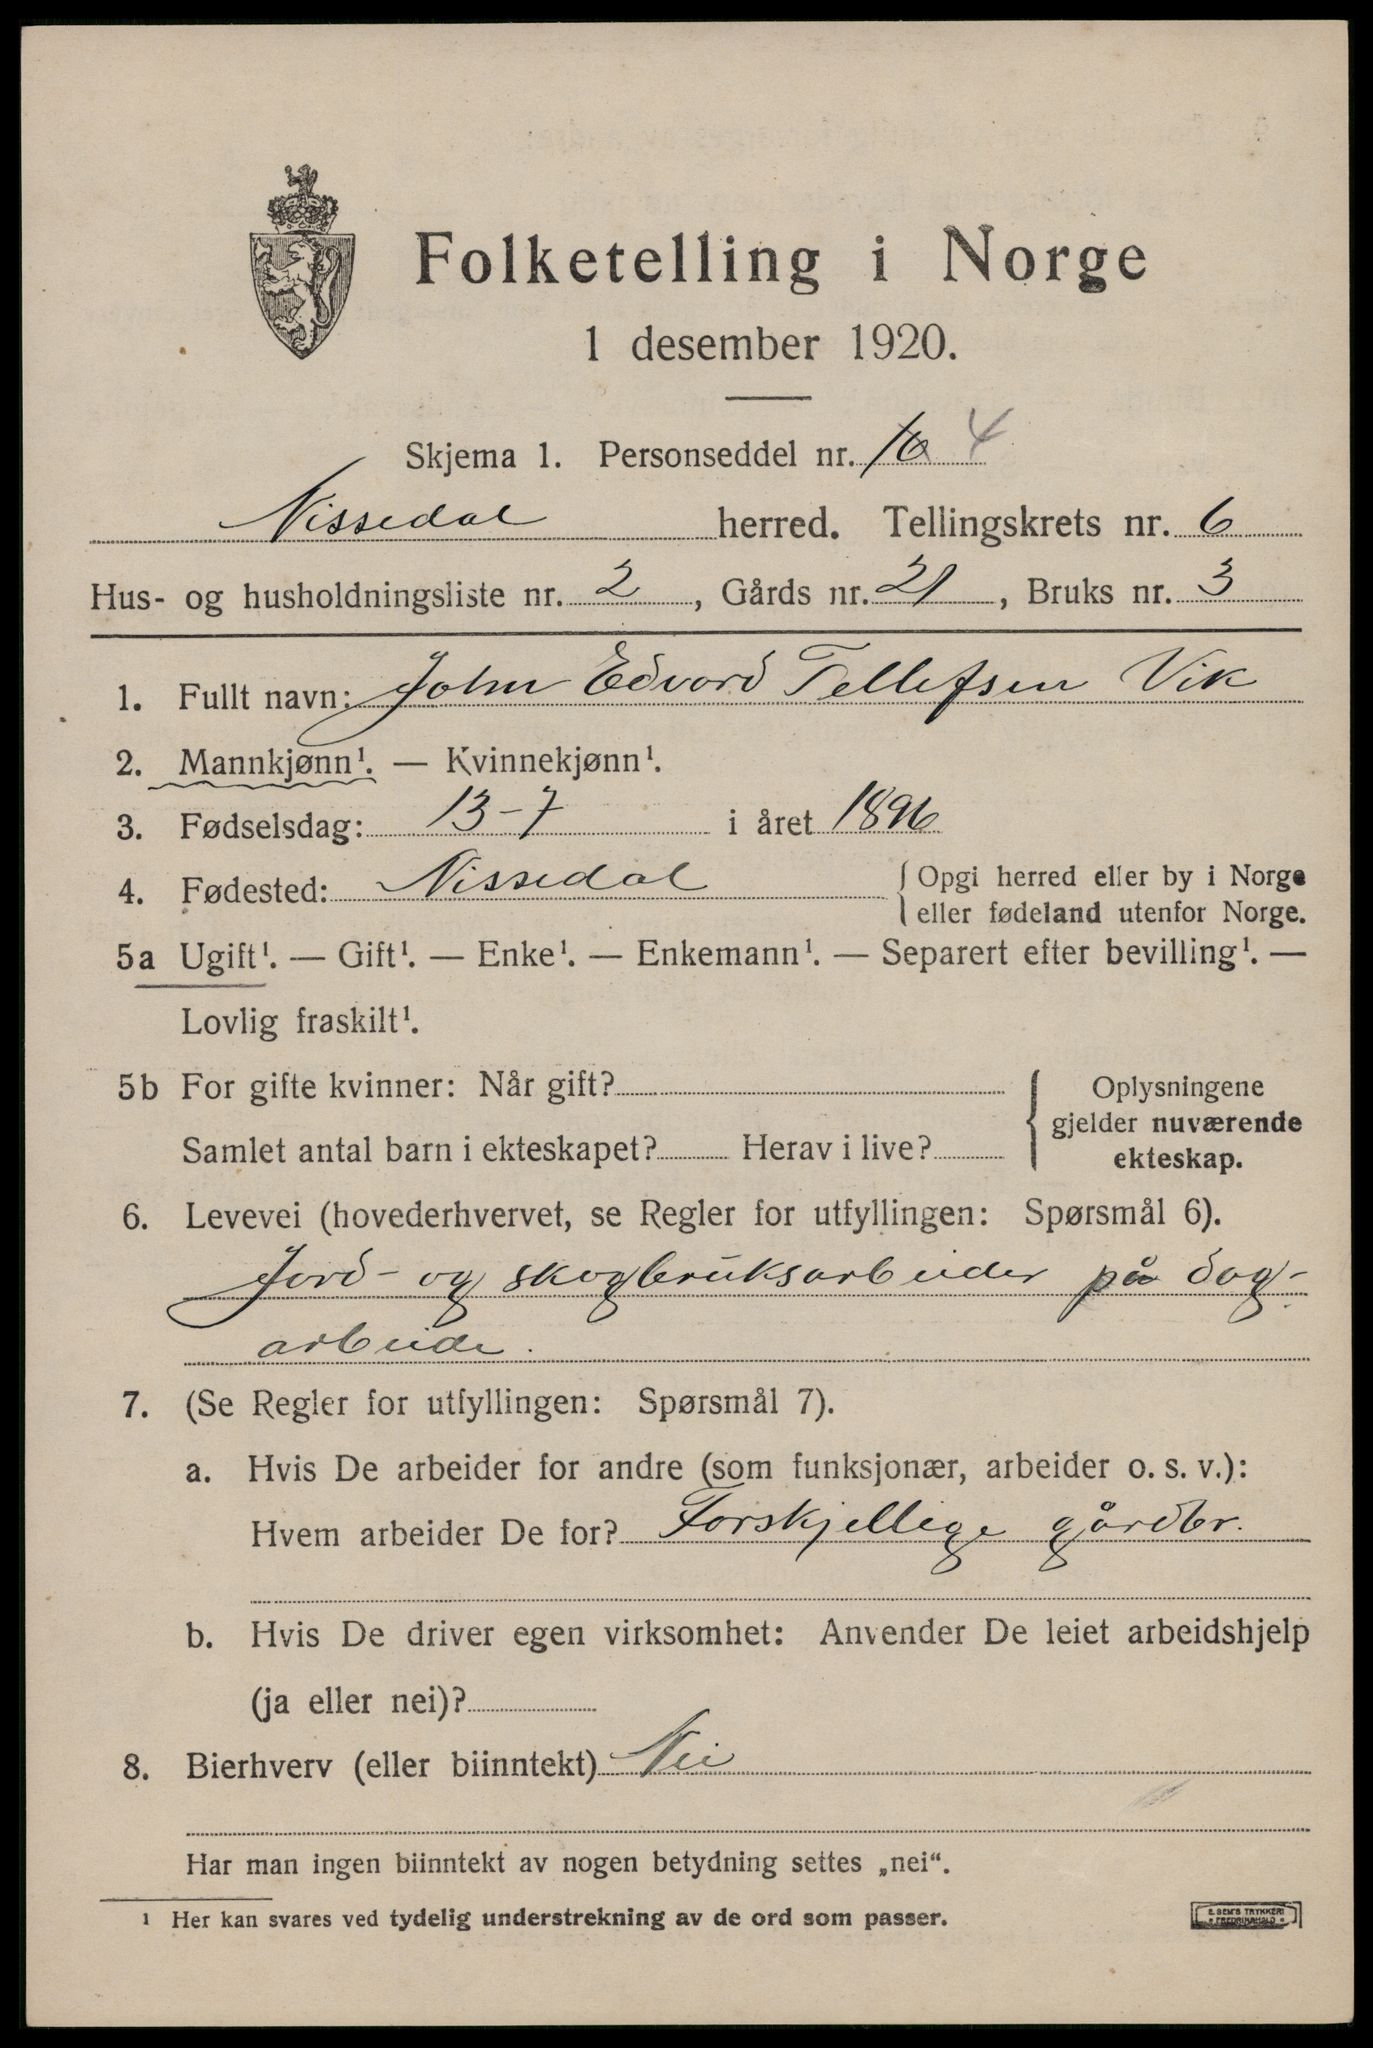 Folketelling i Norge
1 desember 1920.
Skjema 1. Personseddel nr. 10 4
Nissedal herred. Tellingskrets nr. 6
Hus- og husholdningsliste nr. 2, Gårds nr. 21, Bruks nr. 3
1. Fullt navn: John Edvard Tellefsen Vik
2. Mannkjønn¹. — Kvinnekjønn¹.
3. Fødselsdag: 13-7 i året 1896
4. Fødested: Nissedal { Opgi herred eller by i Norge
eller fødeland utenfor Norge.
5a Ugift¹. — Gift¹. — Enke¹. — Enkemann¹. — Separert efter bevilling¹. —
Lovlig fraskilt¹.
5b For gifte kvinner: Når gift? { Oplysningene
gjelder nuværende
Samlet antal barn i ekteskapet? Herav i live? ekteskap.
6. Levevei (hovederhvervet, se Regler for utfyllingen: Spørsmål 6).
Jord- og skogbruksarbeider på dag-
arbeide.
7. (Se Regler for utfyllingen: Spørsmål 7).
a. Hvis De arbeider for andre (som funksjonær, arbeider o. s. v.):
Hvem arbeider De for? Forskjellige gårdbr.
b. Hvis De driver egen virksomhet: Anvender De leiet arbeidshjelp
(ja eller nei)?
8. Bierhverv (eller biinntekt) Nei
Har man ingen biinntekt av nogen betydning settes „nei“.
¹ Her kan svares ved tydelig understrekning av de ord som passer.
E. SEM'S TRYKKERI
FREDRIKSHALD